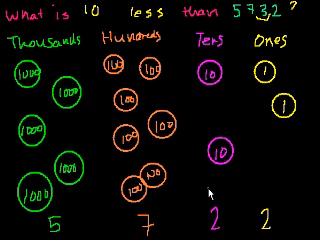 What is 10 less than 5732?
Thousands Hundreds Tens Ones
1000 100 100 10 1
1000 100 1
1000 100 100 10
1000 100
1000 100
5 7 2 2